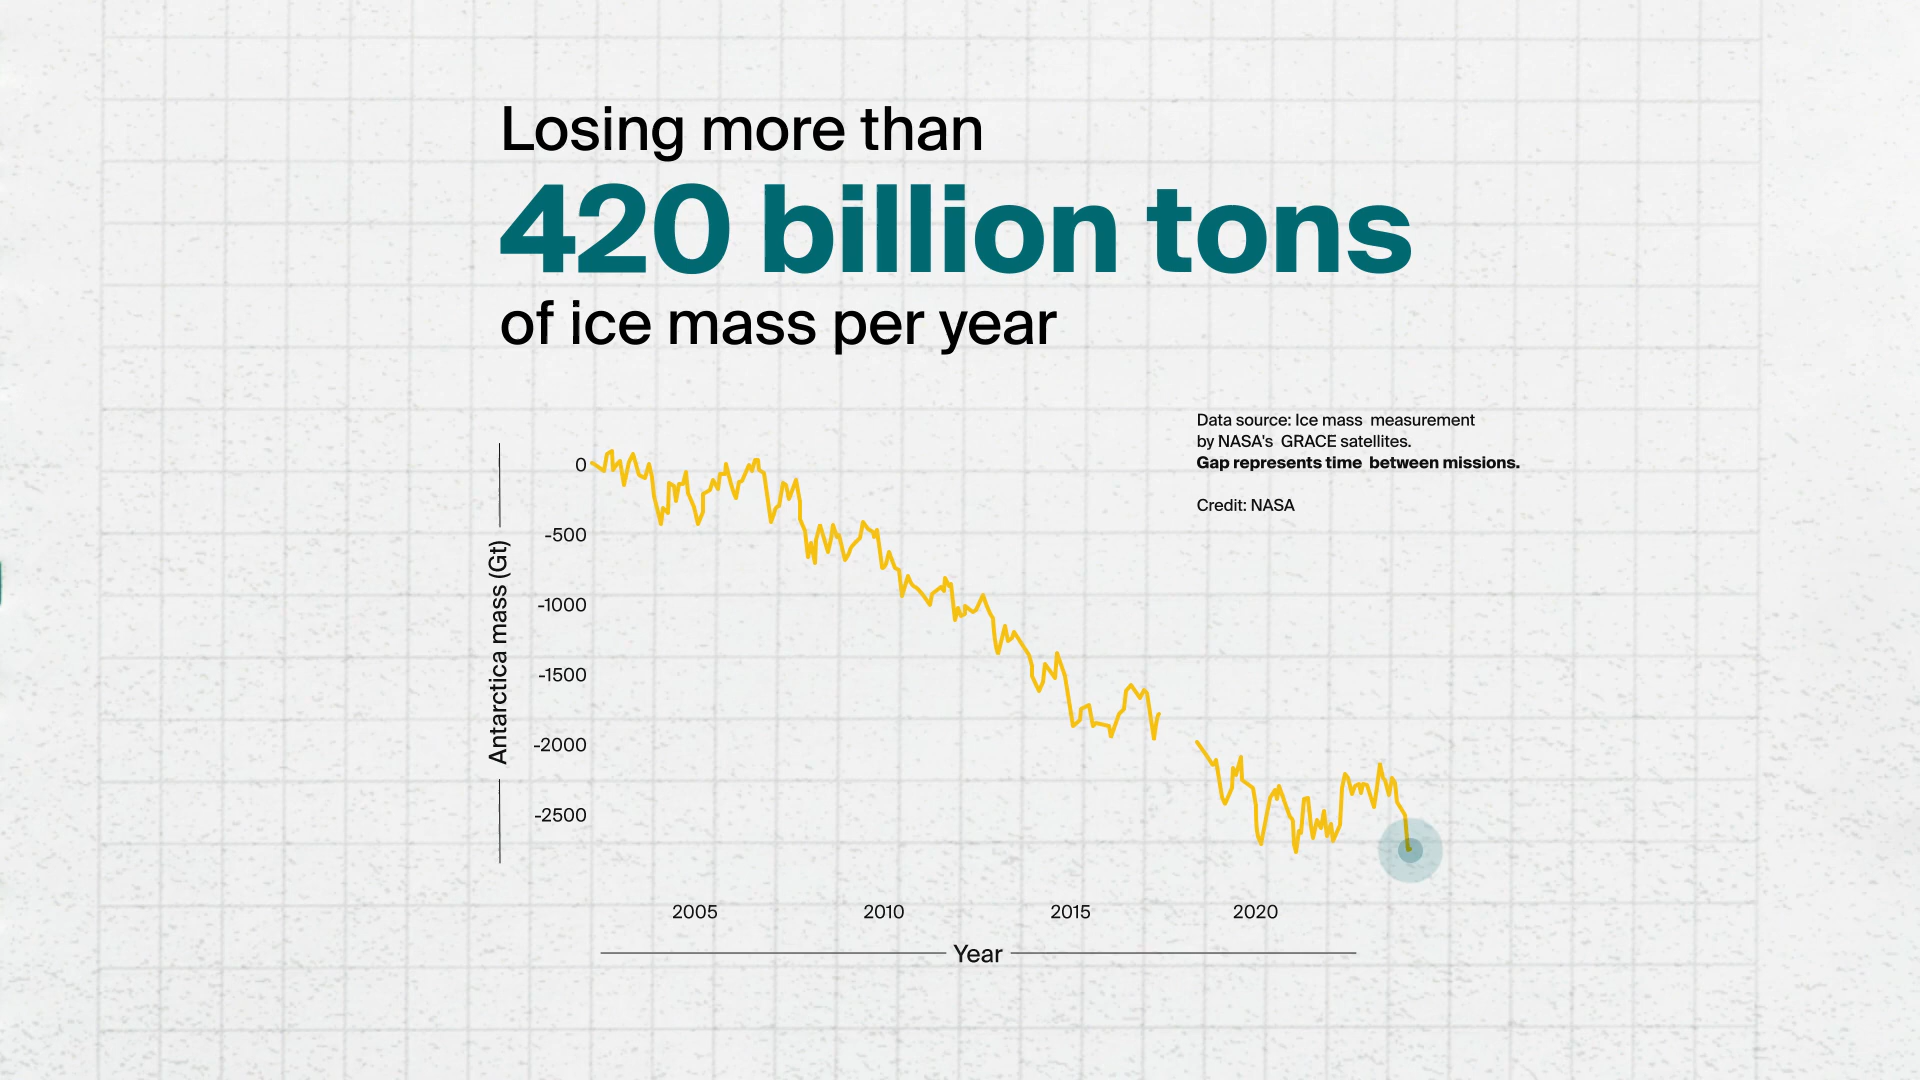 Losing more than
420 billion tons
of ice mass per year
Data source: Ice mass measurement
by NASA's GRACE satellites.
Gap represents time between missions.
Credit: NASA
Antarctica mass (Gt)
0
-500
-1000
-1500
-2000
-2500
2005 2010 2015 2020
Year